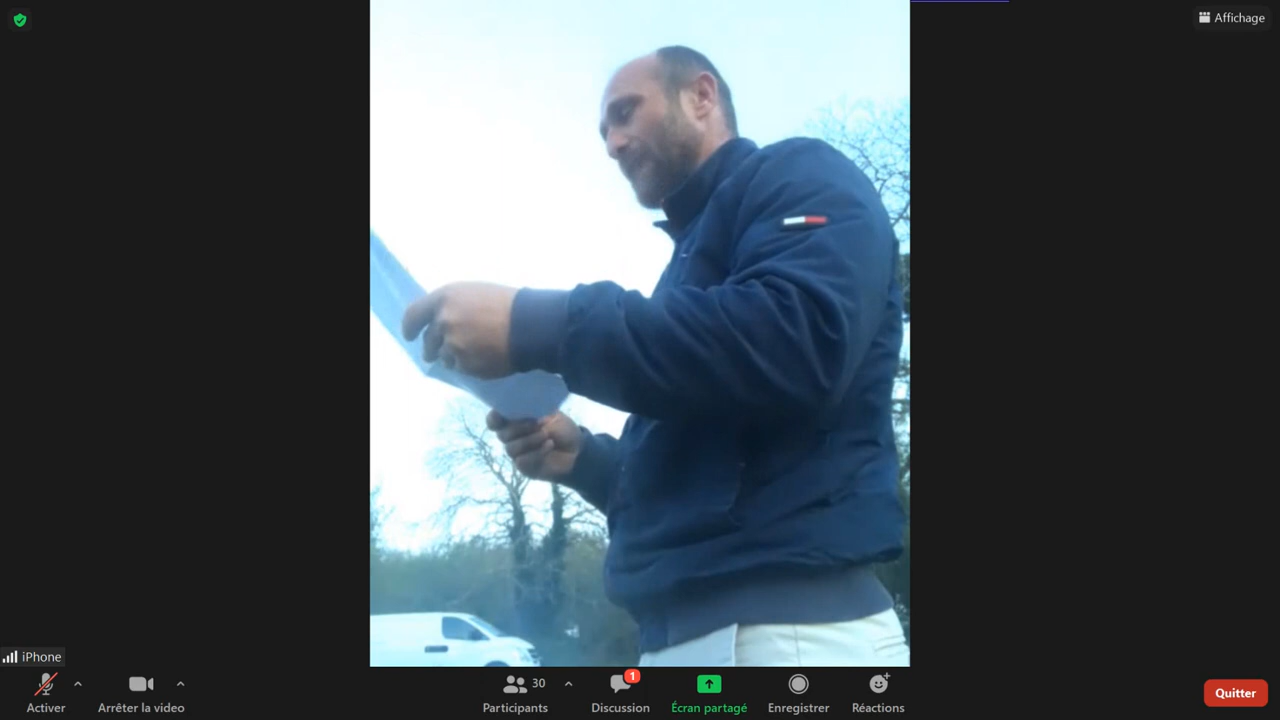 Affichage
iPhone
Activer
Arrêter la video
30
Participants
1
Discussion
Écran partagé
Enregistrer
Réactions
Quitter